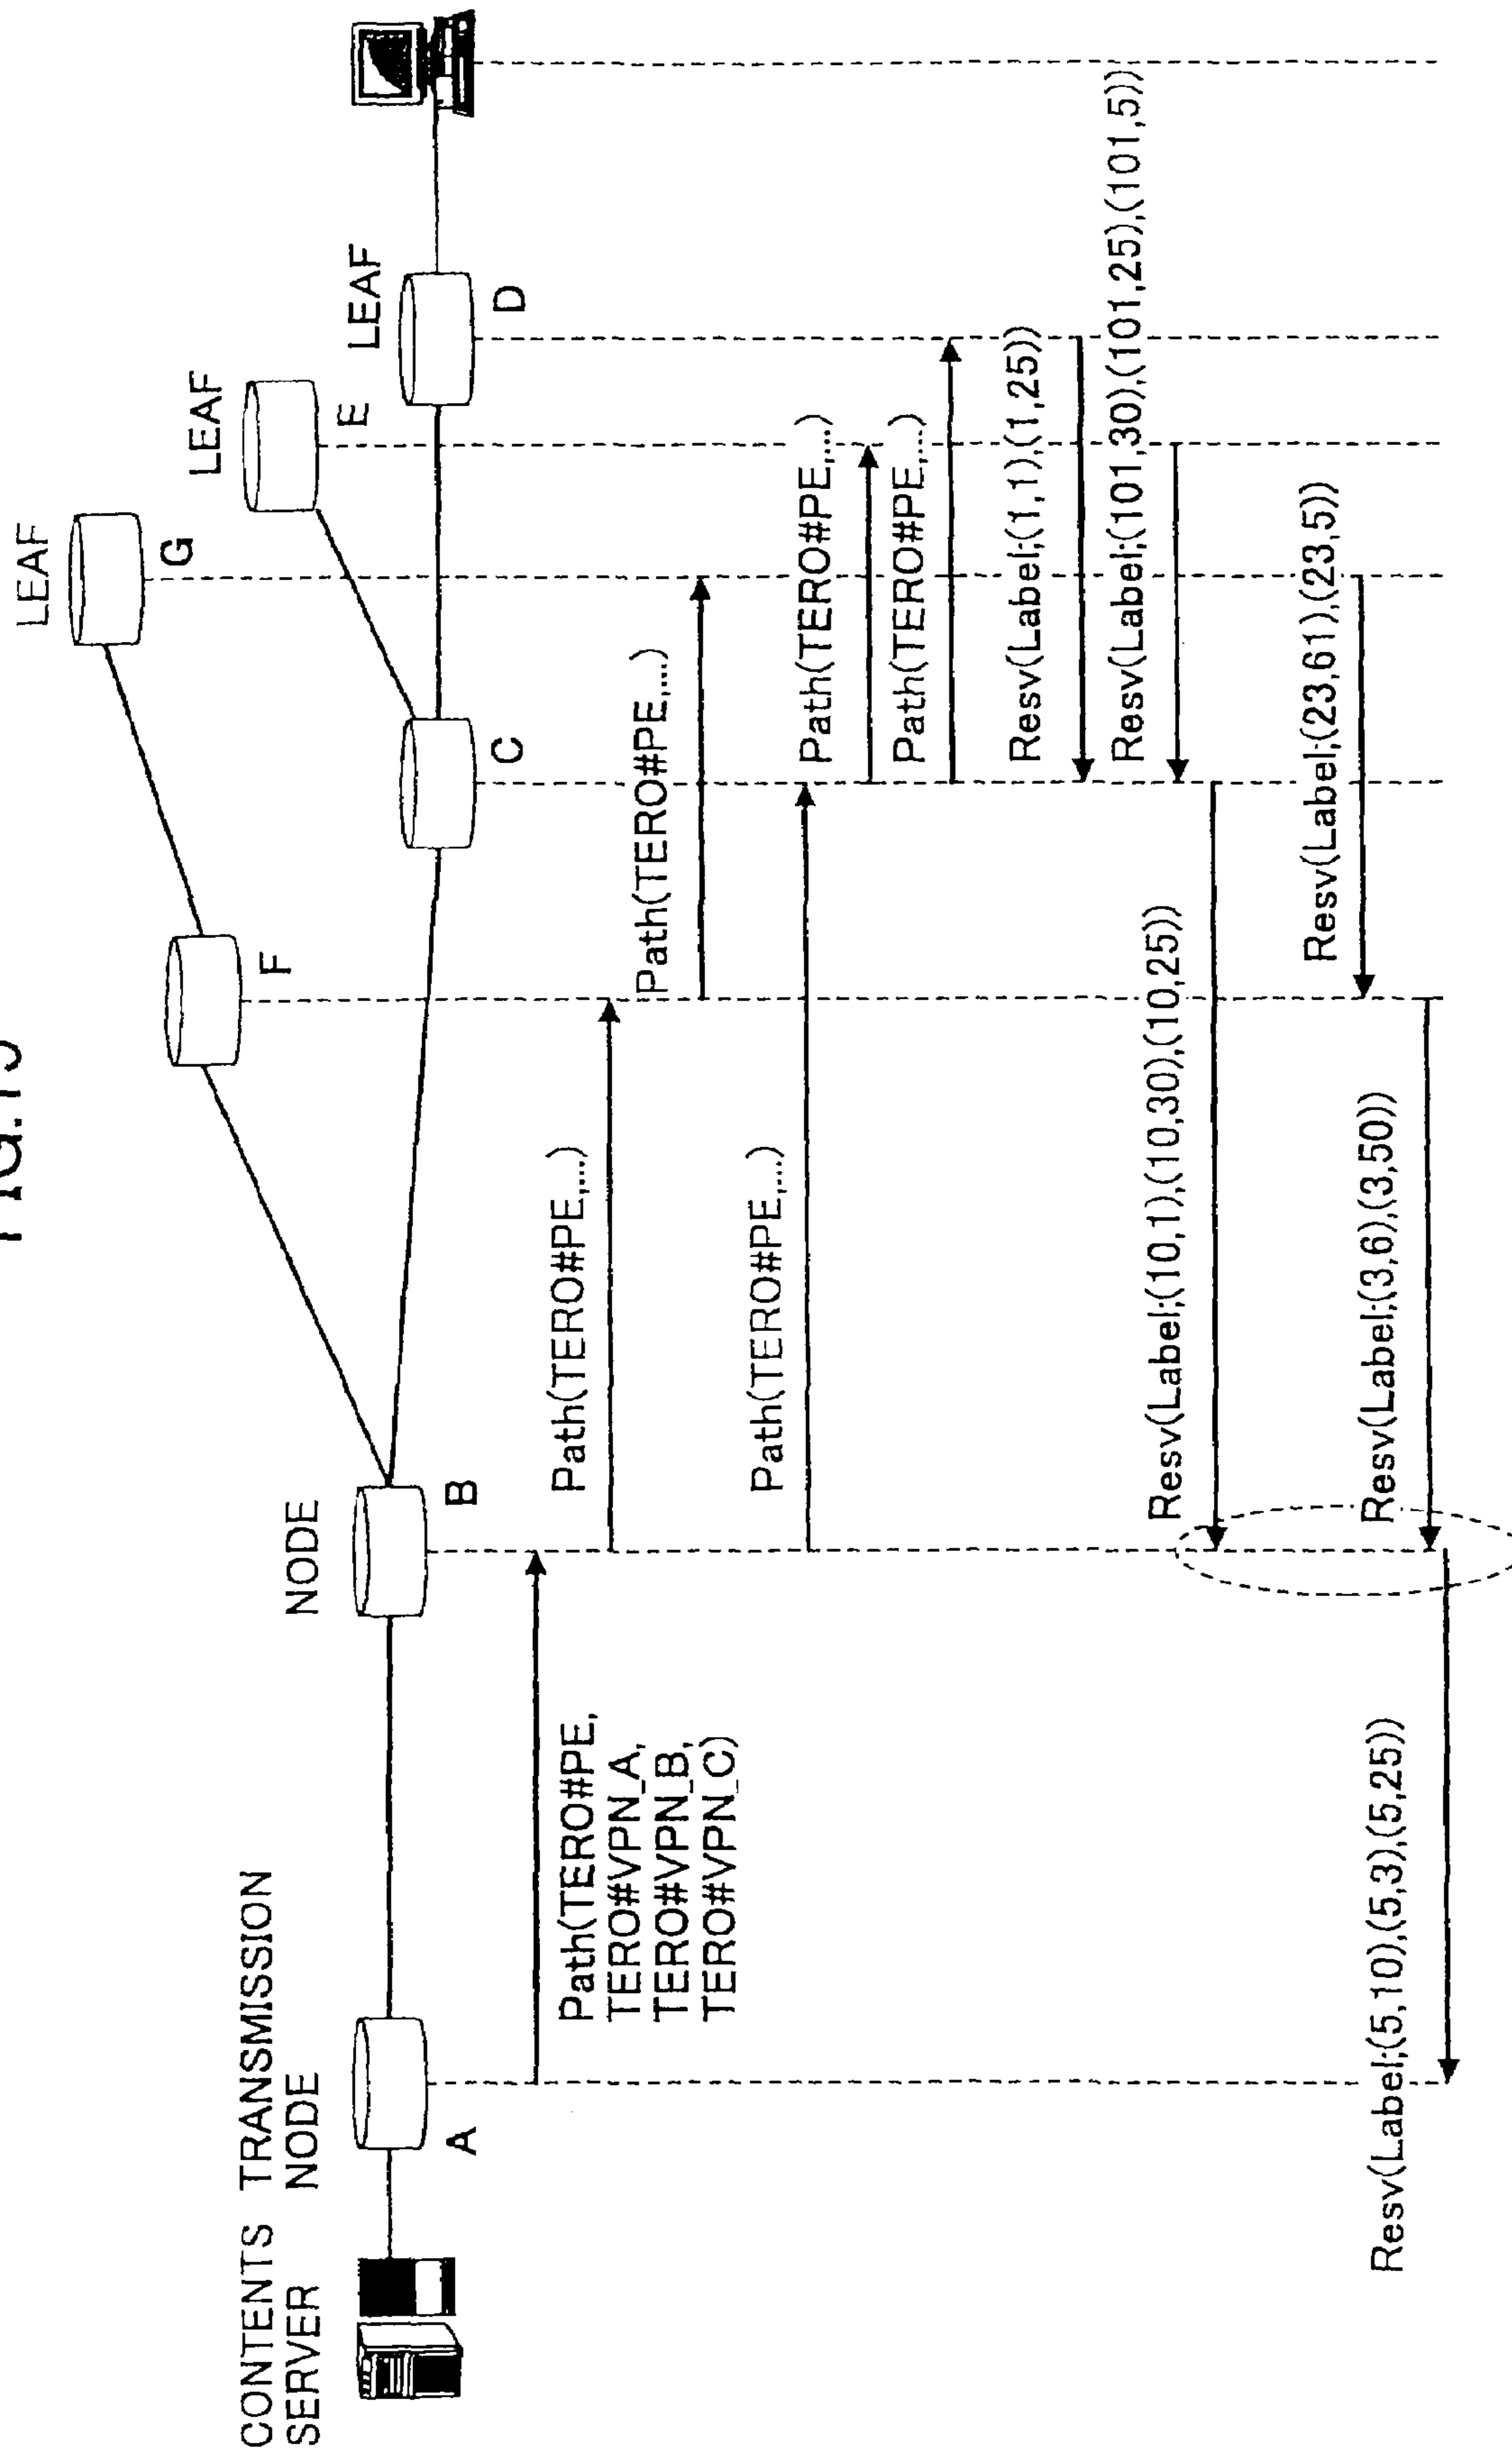 LEAF
G
LEAF
E
LEAF
D
F
C
NODE
B
CONTENTS TRANSMISSION
SERVER NODE
A
Path(TERO#PE,
TERO#VPN_A,
TERO#VPN_B,
TERO#VPN_C)
Path(TERO#PE,...)
Path(TERO#PE,...)
Path(TERO#PE,...)
Path(TERO#PE,...)
Path(TERO#PE,...)
Resv(Label;(1,1),(1,25))
Resv(Label;(101,30),(101,25),(101,5))
Resv(Label;(10,1),(10,30),(10,25))
Resv(Label;(23,61),(23,5))
Resv(Label;(3,6),(3,50))
Resv(Label;(5,10),(5,3),(5,25))